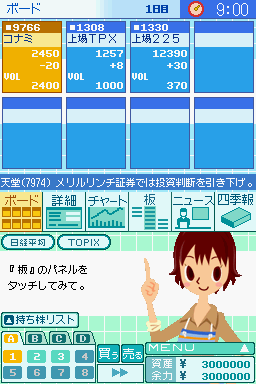 ボード 1日目 9:00
■9766 ■1308 ■1330
コナミ 上場TPX 上場225
2450 1257 12390
-20 +8 +30
VOL VOL VOL
2400 1000 370
天堂(7974) メリルリンチ証券では投資判断を引き下げ。
ボード 詳細 チャート 板 ニュース 四季報
日経平均 TOPIX
『板』のパネルを
タッチしてみて。
▲持ち株リスト
A B C D
1 2 3 4
5 6 7 8
買う 売る
MENU
資産 ¥ 3000000
余力 ¥ 3000000